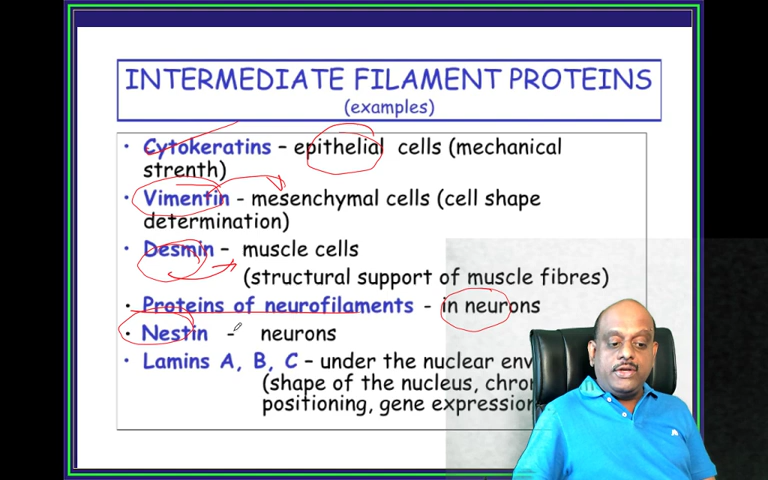 INTERMEDIATE FILAMENT PROTEINS
(examples)
• Cytokeratins – epithelial cells (mechanical
strenth)
• Vimentin - mesenchymal cells (cell shape
determination)
• Desmin – muscle cells
(structural support of muscle fibres)
• Proteins of neurofilaments - in neurons
• Nestin - neurons
• Lamins A, B, C – under the nuclear
(shape of the nucleus,
positioning, gene expression